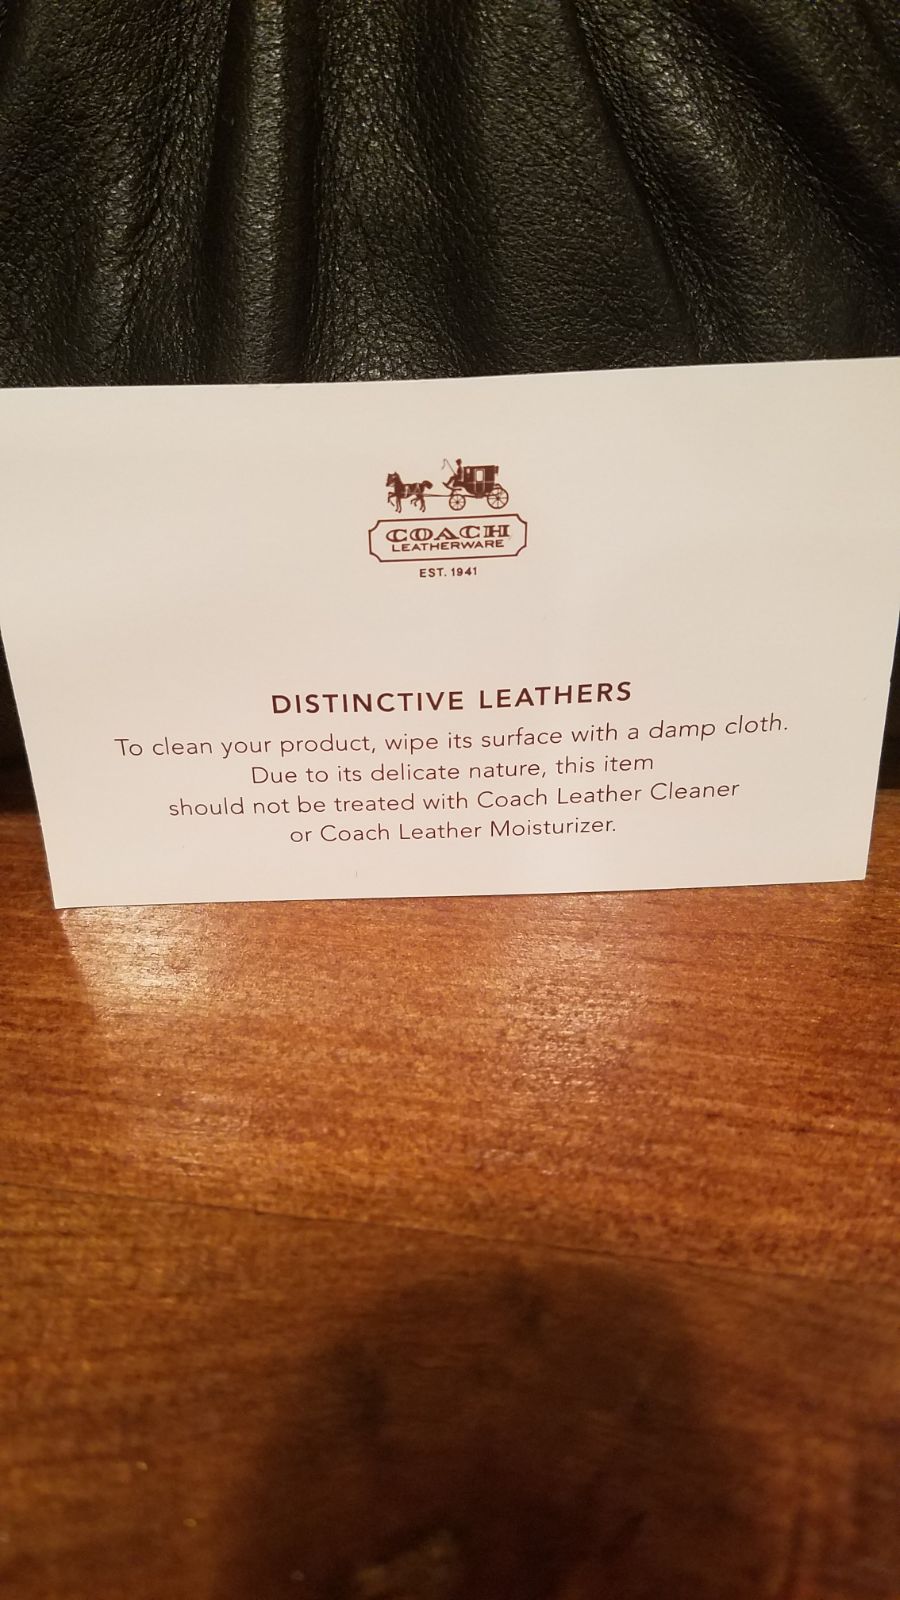 COACH
LEATHERWARE
EST. 1941
DISTINCTIVE LEATHERS
To clean your product, wipe its surface with a damp cloth.
Due to its delicate nature, this item
should not be treated with Coach Leather Cleaner
or Coach Leather Moisturizer.